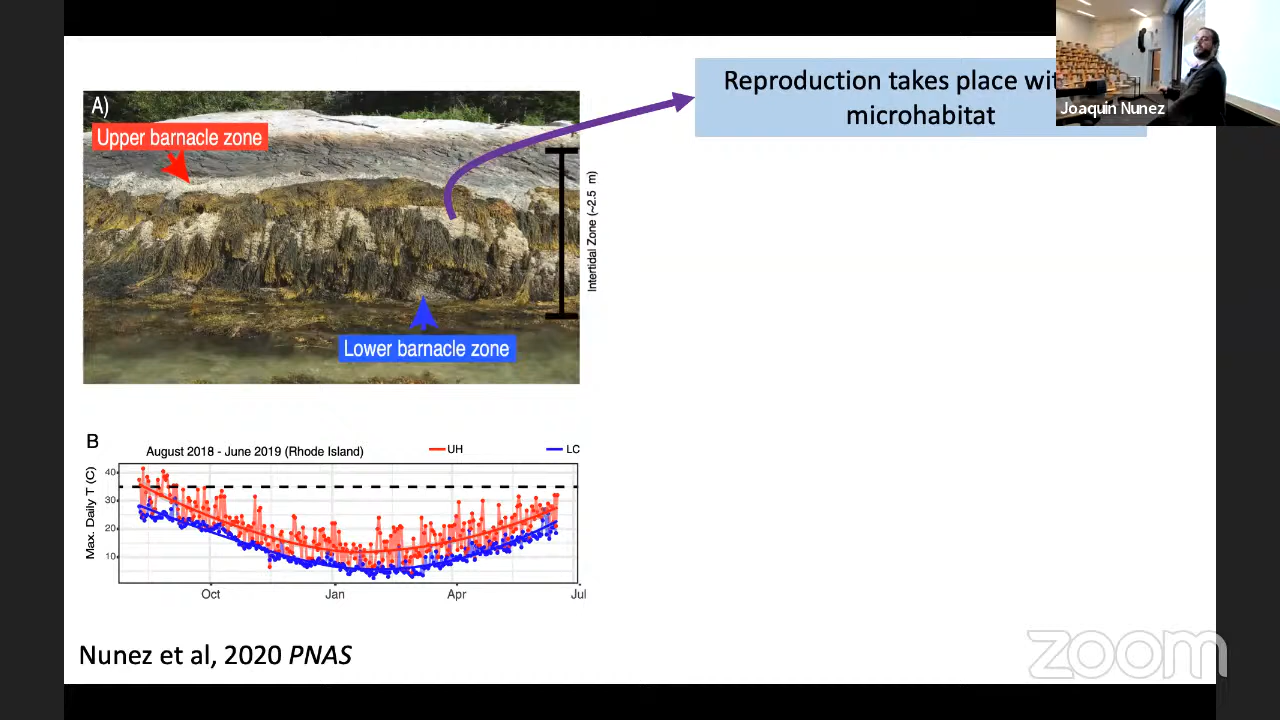 Reproduction takes place
microhabitat
Joaquin Nunez
A)
Upper barnacle zone
Intertidal Zone (~2.5 m)
Lower barnacle zone
B
August 2018 - June 2019 (Rhode Island)
UH
LC
Max. Daily T (C)
40
30
20
10
Oct
Jan
Apr
Jul
Nunez et al, 2020 PNAS
zoom